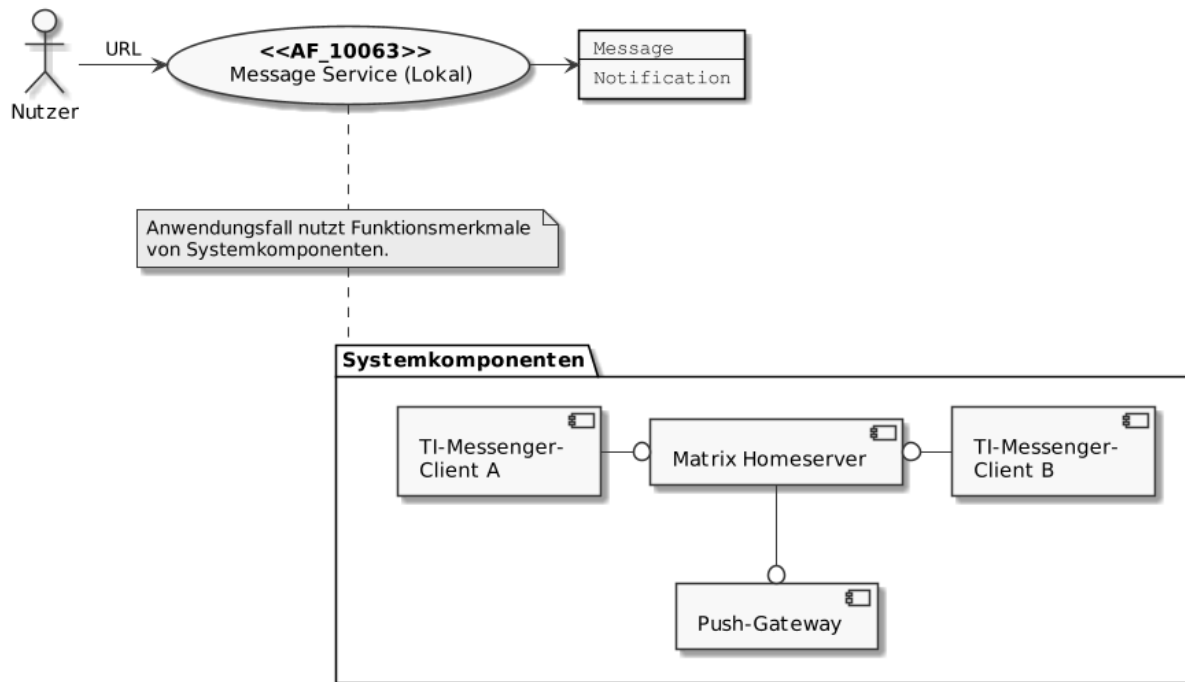 URL
Nutzer
<<AF_10063>>
Message Service (Lokal)
Message
Notification
Anwendungsfall nutzt Funktionsmerkmale
von Systemkomponenten.
Systemkomponenten
TI-Messenger-
Client A
Matrix Homeserver
TI-Messenger-
Client B
Push-Gateway